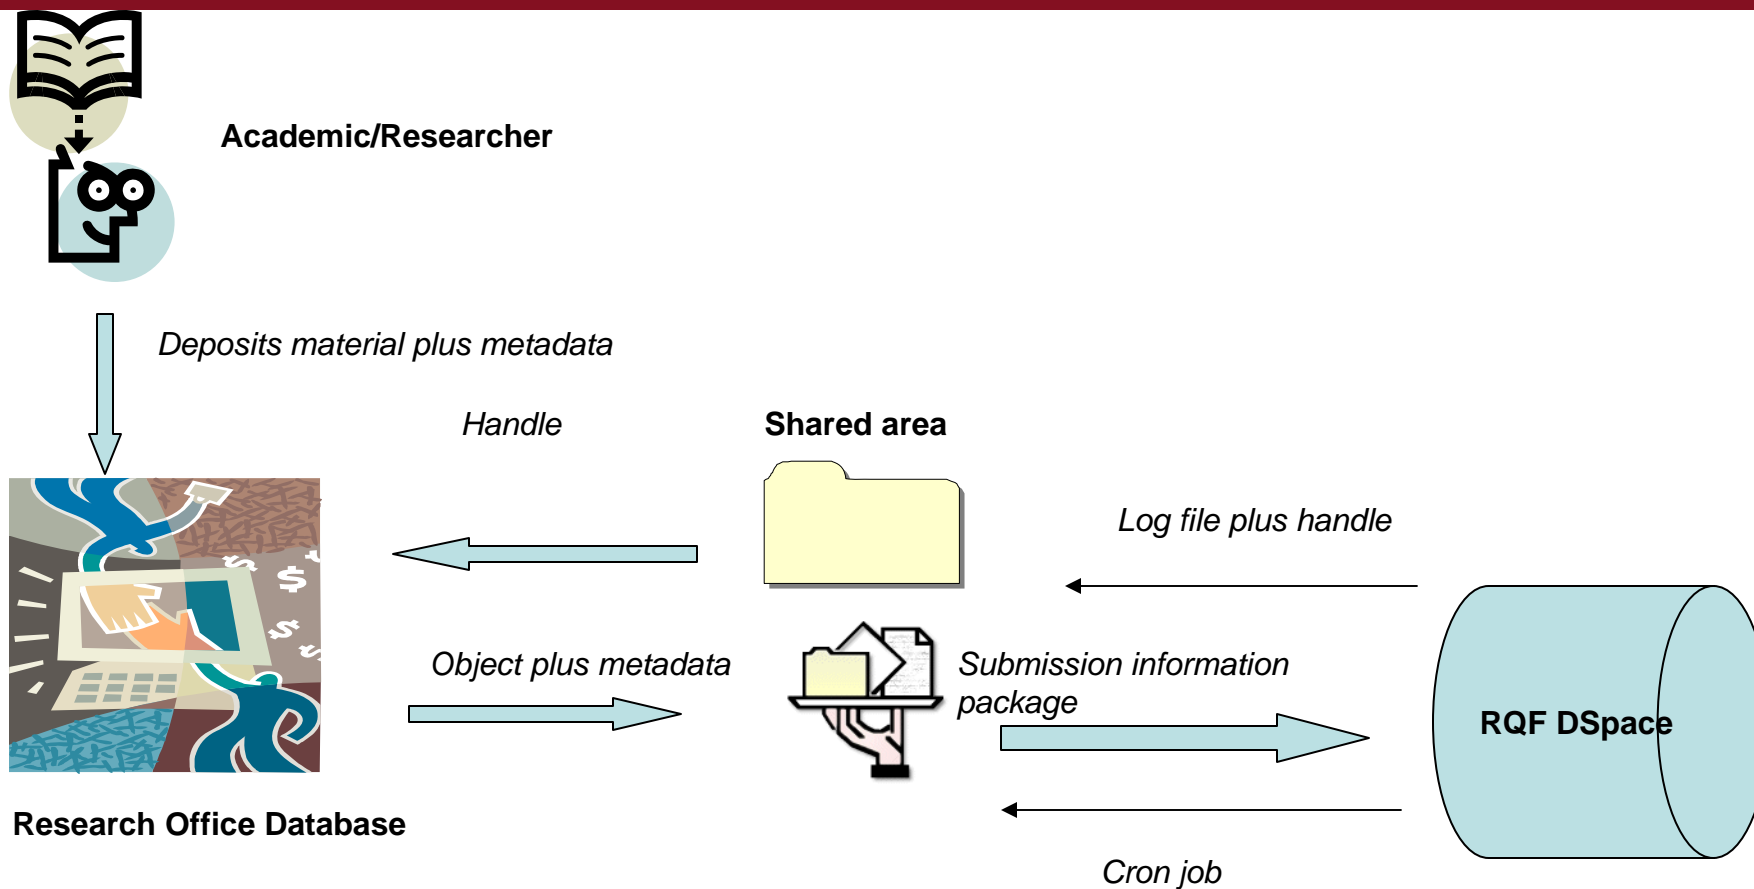 Academic/Researcher
Deposits material plus metadata
Handle
Shared area
Log file plus handle
Object plus metadata
Submission information
package
RQF DSpace
Research Office Database
Cron job